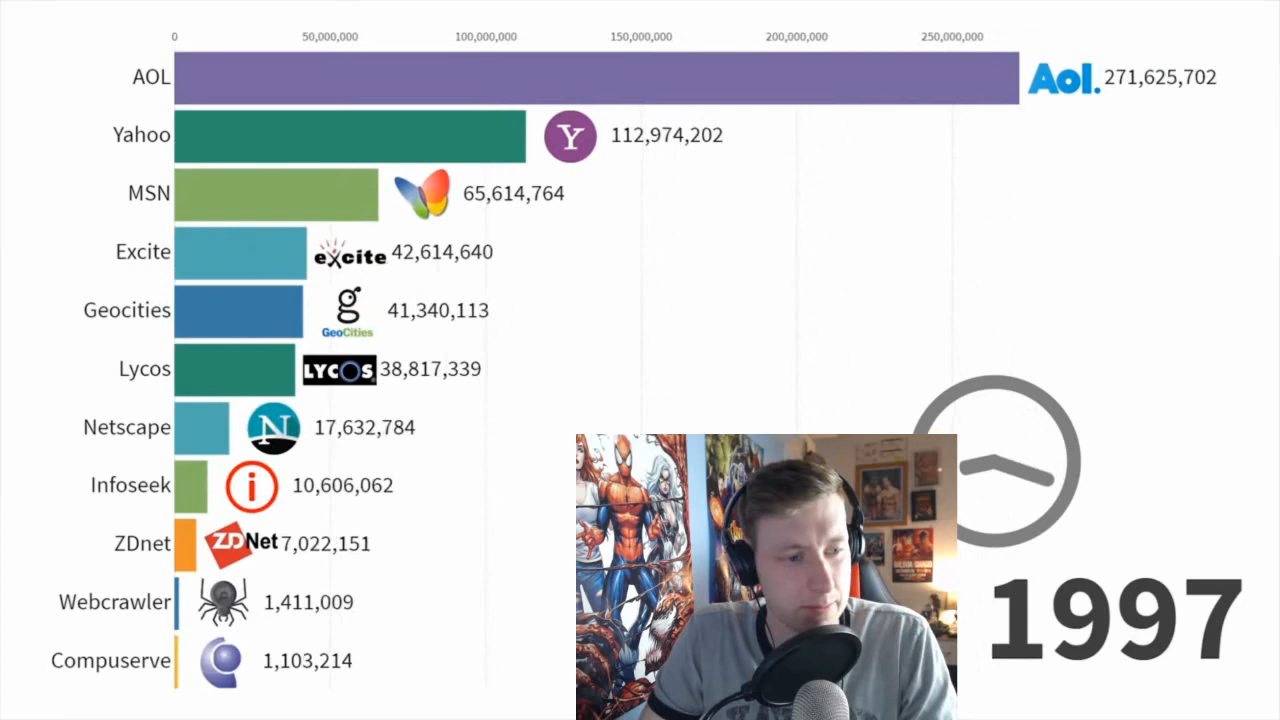 0 50,000,000 100,000,000 150,000,000 200,000,000 250,000,000
AOL Aol. 271,625,702
Yahoo Y 112,974,202
MSN 65,614,764
Excite excite 42,614,640
Geocities g GeoCities 41,340,113
Lycos LYCOS 38,817,339
Netscape N 17,632,784
Infoseek i 10,606,062
ZDnet ZDNet 7,022,151
Webcrawler 1,411,009
Compuserve 1,103,214
1997